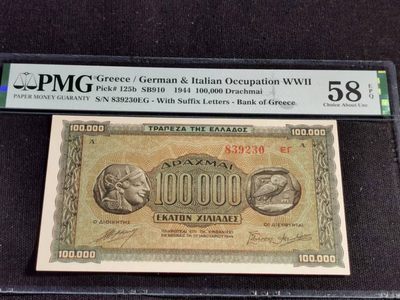 PMG
PAPER MONEY GUARANTY
Greece / German & Italian Occupation WWII
Pick# 125b SB910 1944 100,000 Drachmai
S/N 839230EG - With Suffix Letters - Bank of Greece
58 EPQ
Choice About Unc
100.000 ΤΡΑΠΕΖΑ ΤΗΣ ΕΛΛΑΔΟΣ 100.000
Α 839230 ΕΓ Α
ΔΡΑΧΜΑΙ
100.000
ΕΚΑΤΟΝ ΧΙΛΙΑΔΕΣ
Ο ΔΙΟΙΚΗΤΗΣ
100.000 100.000